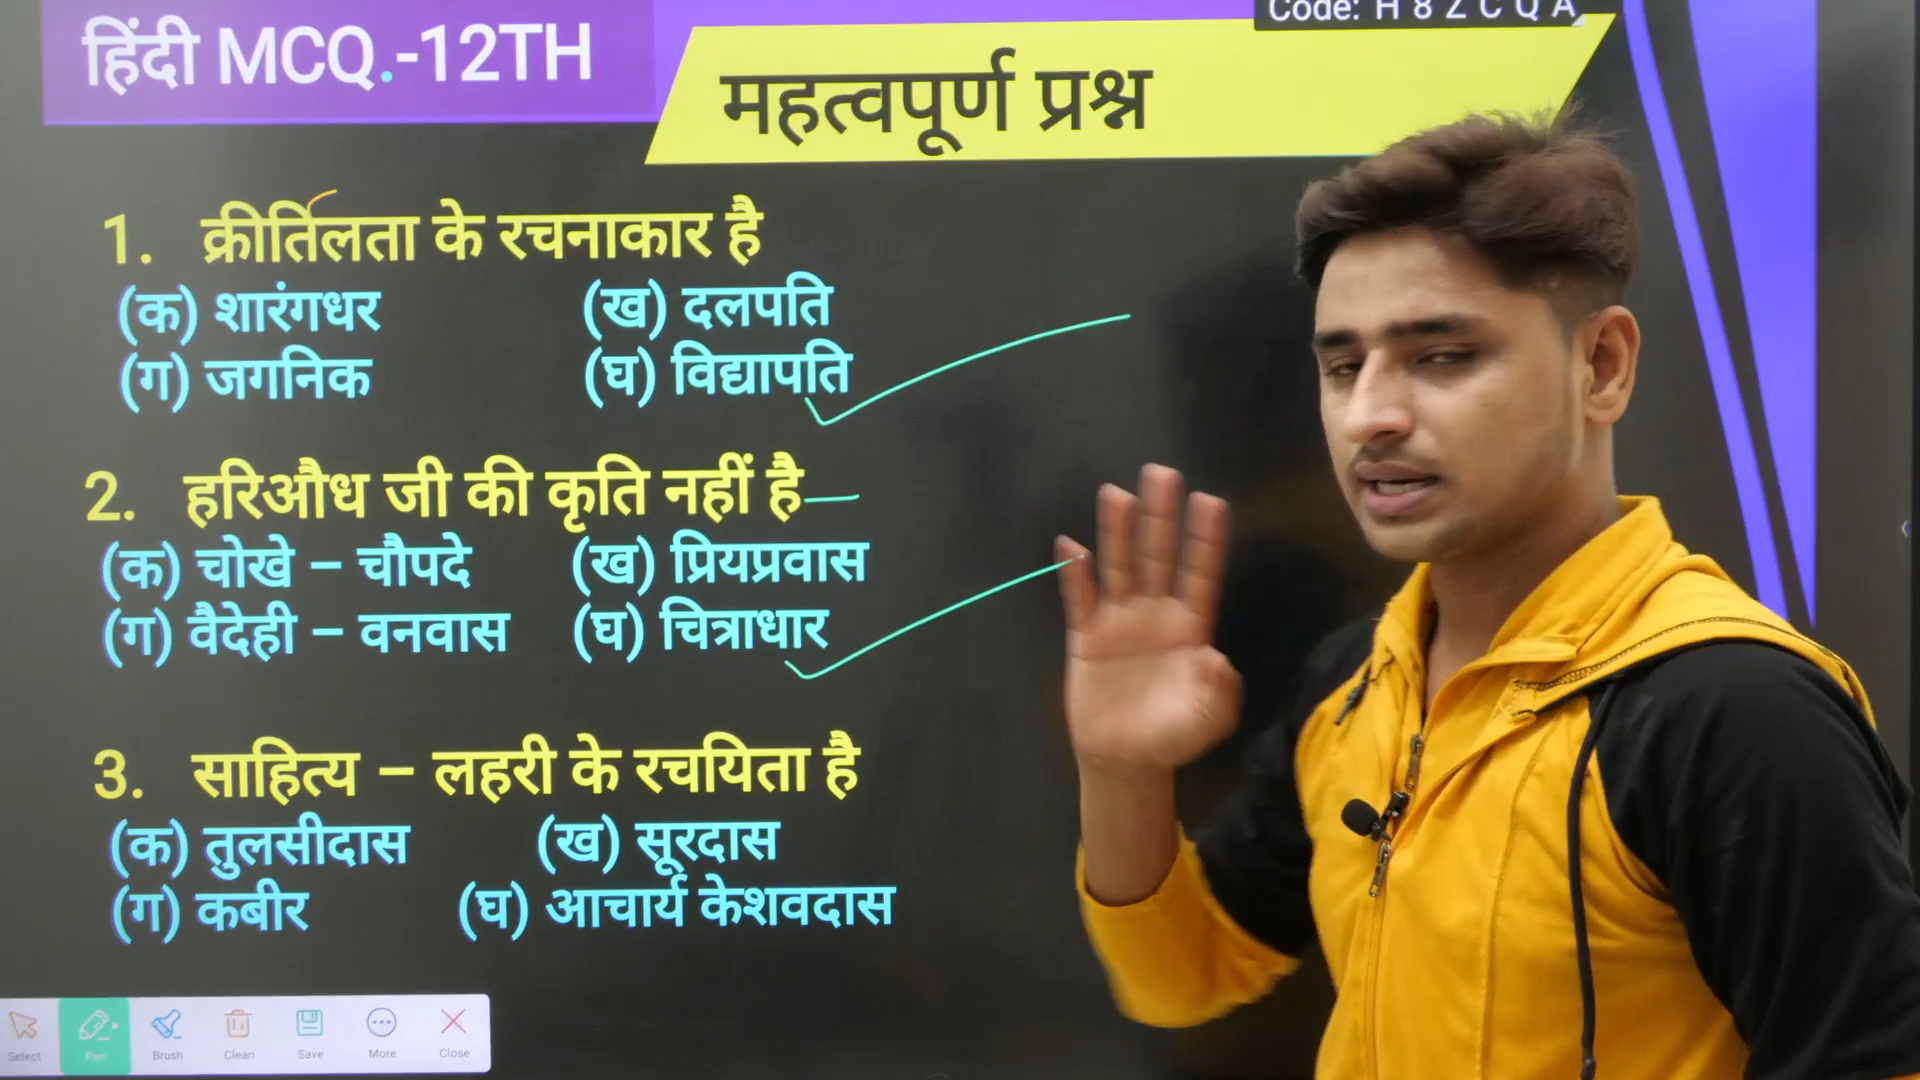 Code: H 8 Z C Q A
हिंदी MCQ.-12TH
महत्वपूर्ण प्रश्न
1. क्रीर्तिलता के रचनाकार है
(क) शारंगधर (ख) दलपति
(ग) जगनिक (घ) विद्यापति
2. हरिऔध जी की कृति नहीं है
(क) चोखे – चौपदे (ख) प्रियप्रवास
(ग) वैदेही – वनवास (घ) चित्राधार
3. साहित्य – लहरी के रचयिता है
(क) तुलसीदास (ख) सूरदास
(ग) कबीर (घ) आचार्य केशवदास
Select Pen Brush Clean Save More Close